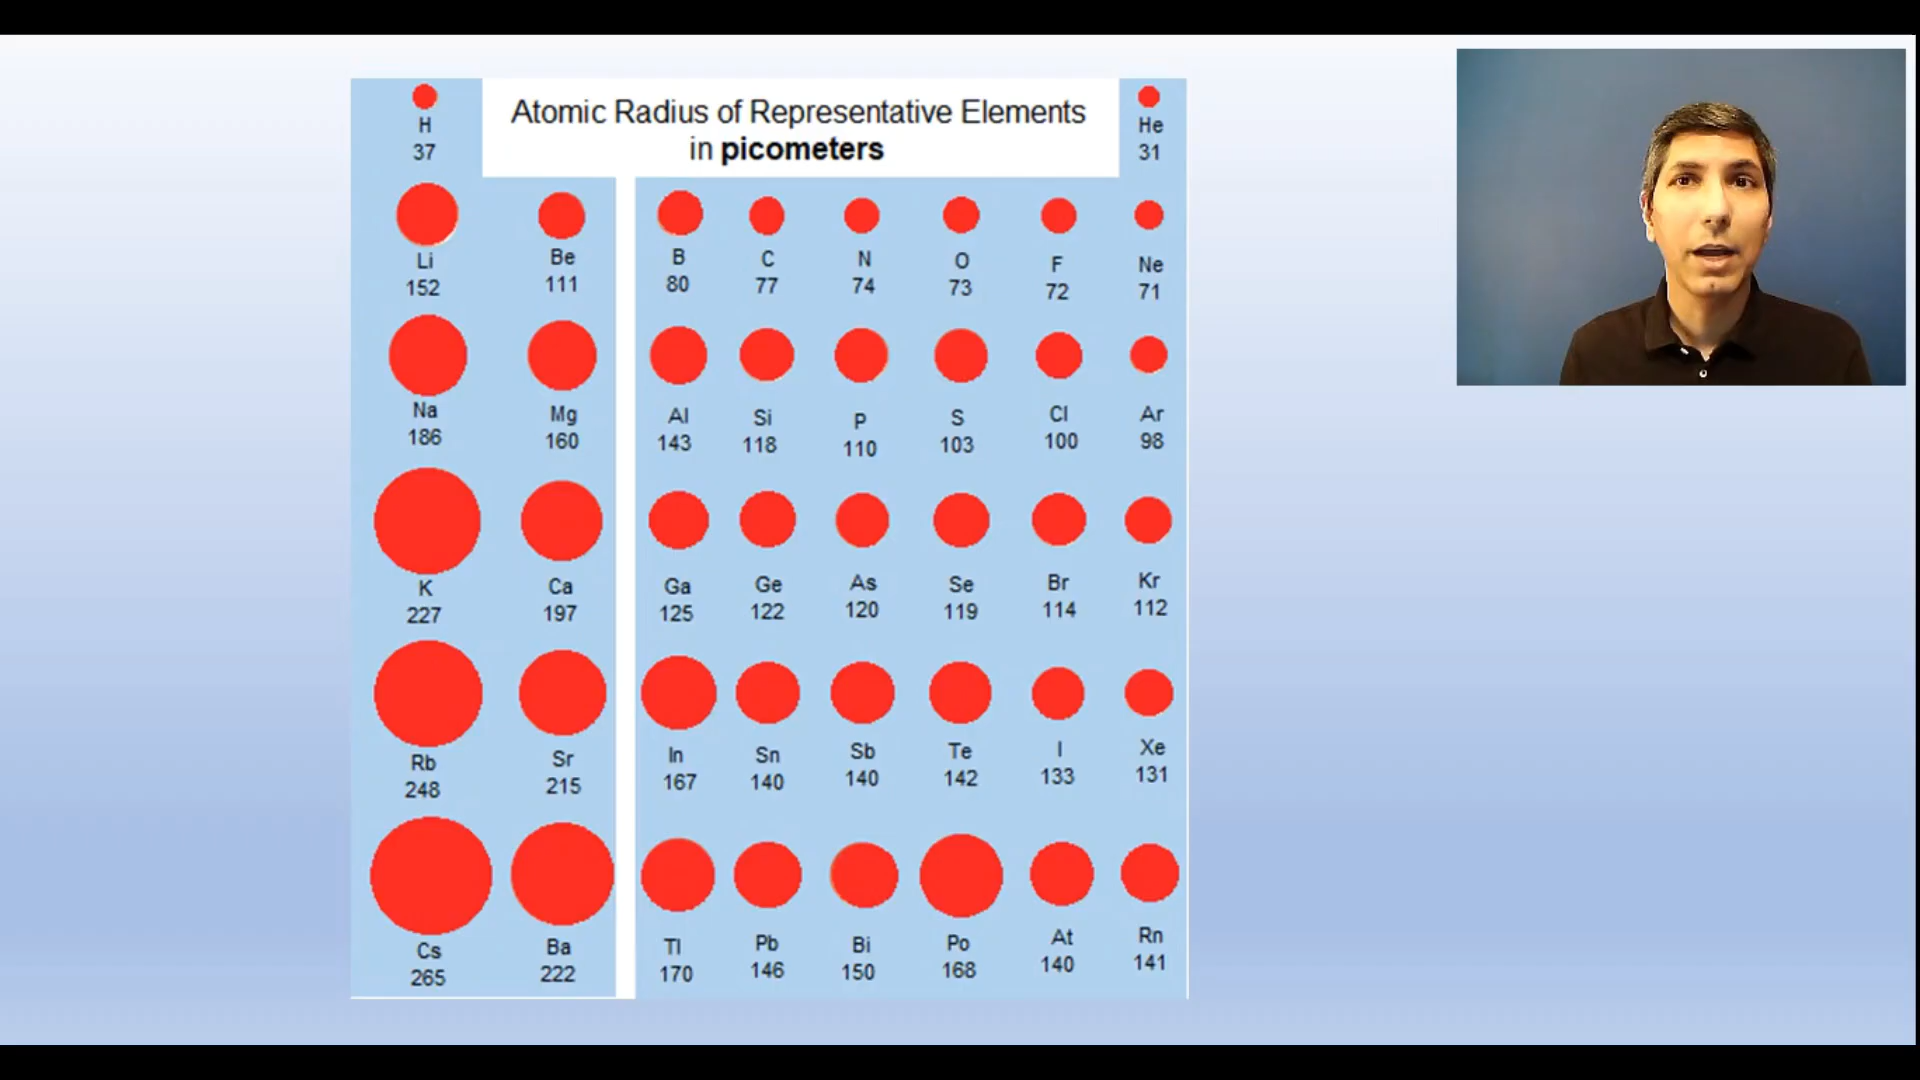 Atomic Radius of Representative Elements
in picometers
H He
37 31
Li Be B C N O F Ne
152 111 80 77 74 73 72 71
Na Mg Al Si P S Cl Ar
186 160 143 118 110 103 100 98
K Ca Ga Ge As Se Br Kr
227 197 125 122 120 119 114 112
Rb Sr In Sn Sb Te I Xe
248 215 167 140 140 142 133 131
Cs Ba Tl Pb Bi Po At Rn
265 222 170 146 150 168 140 141